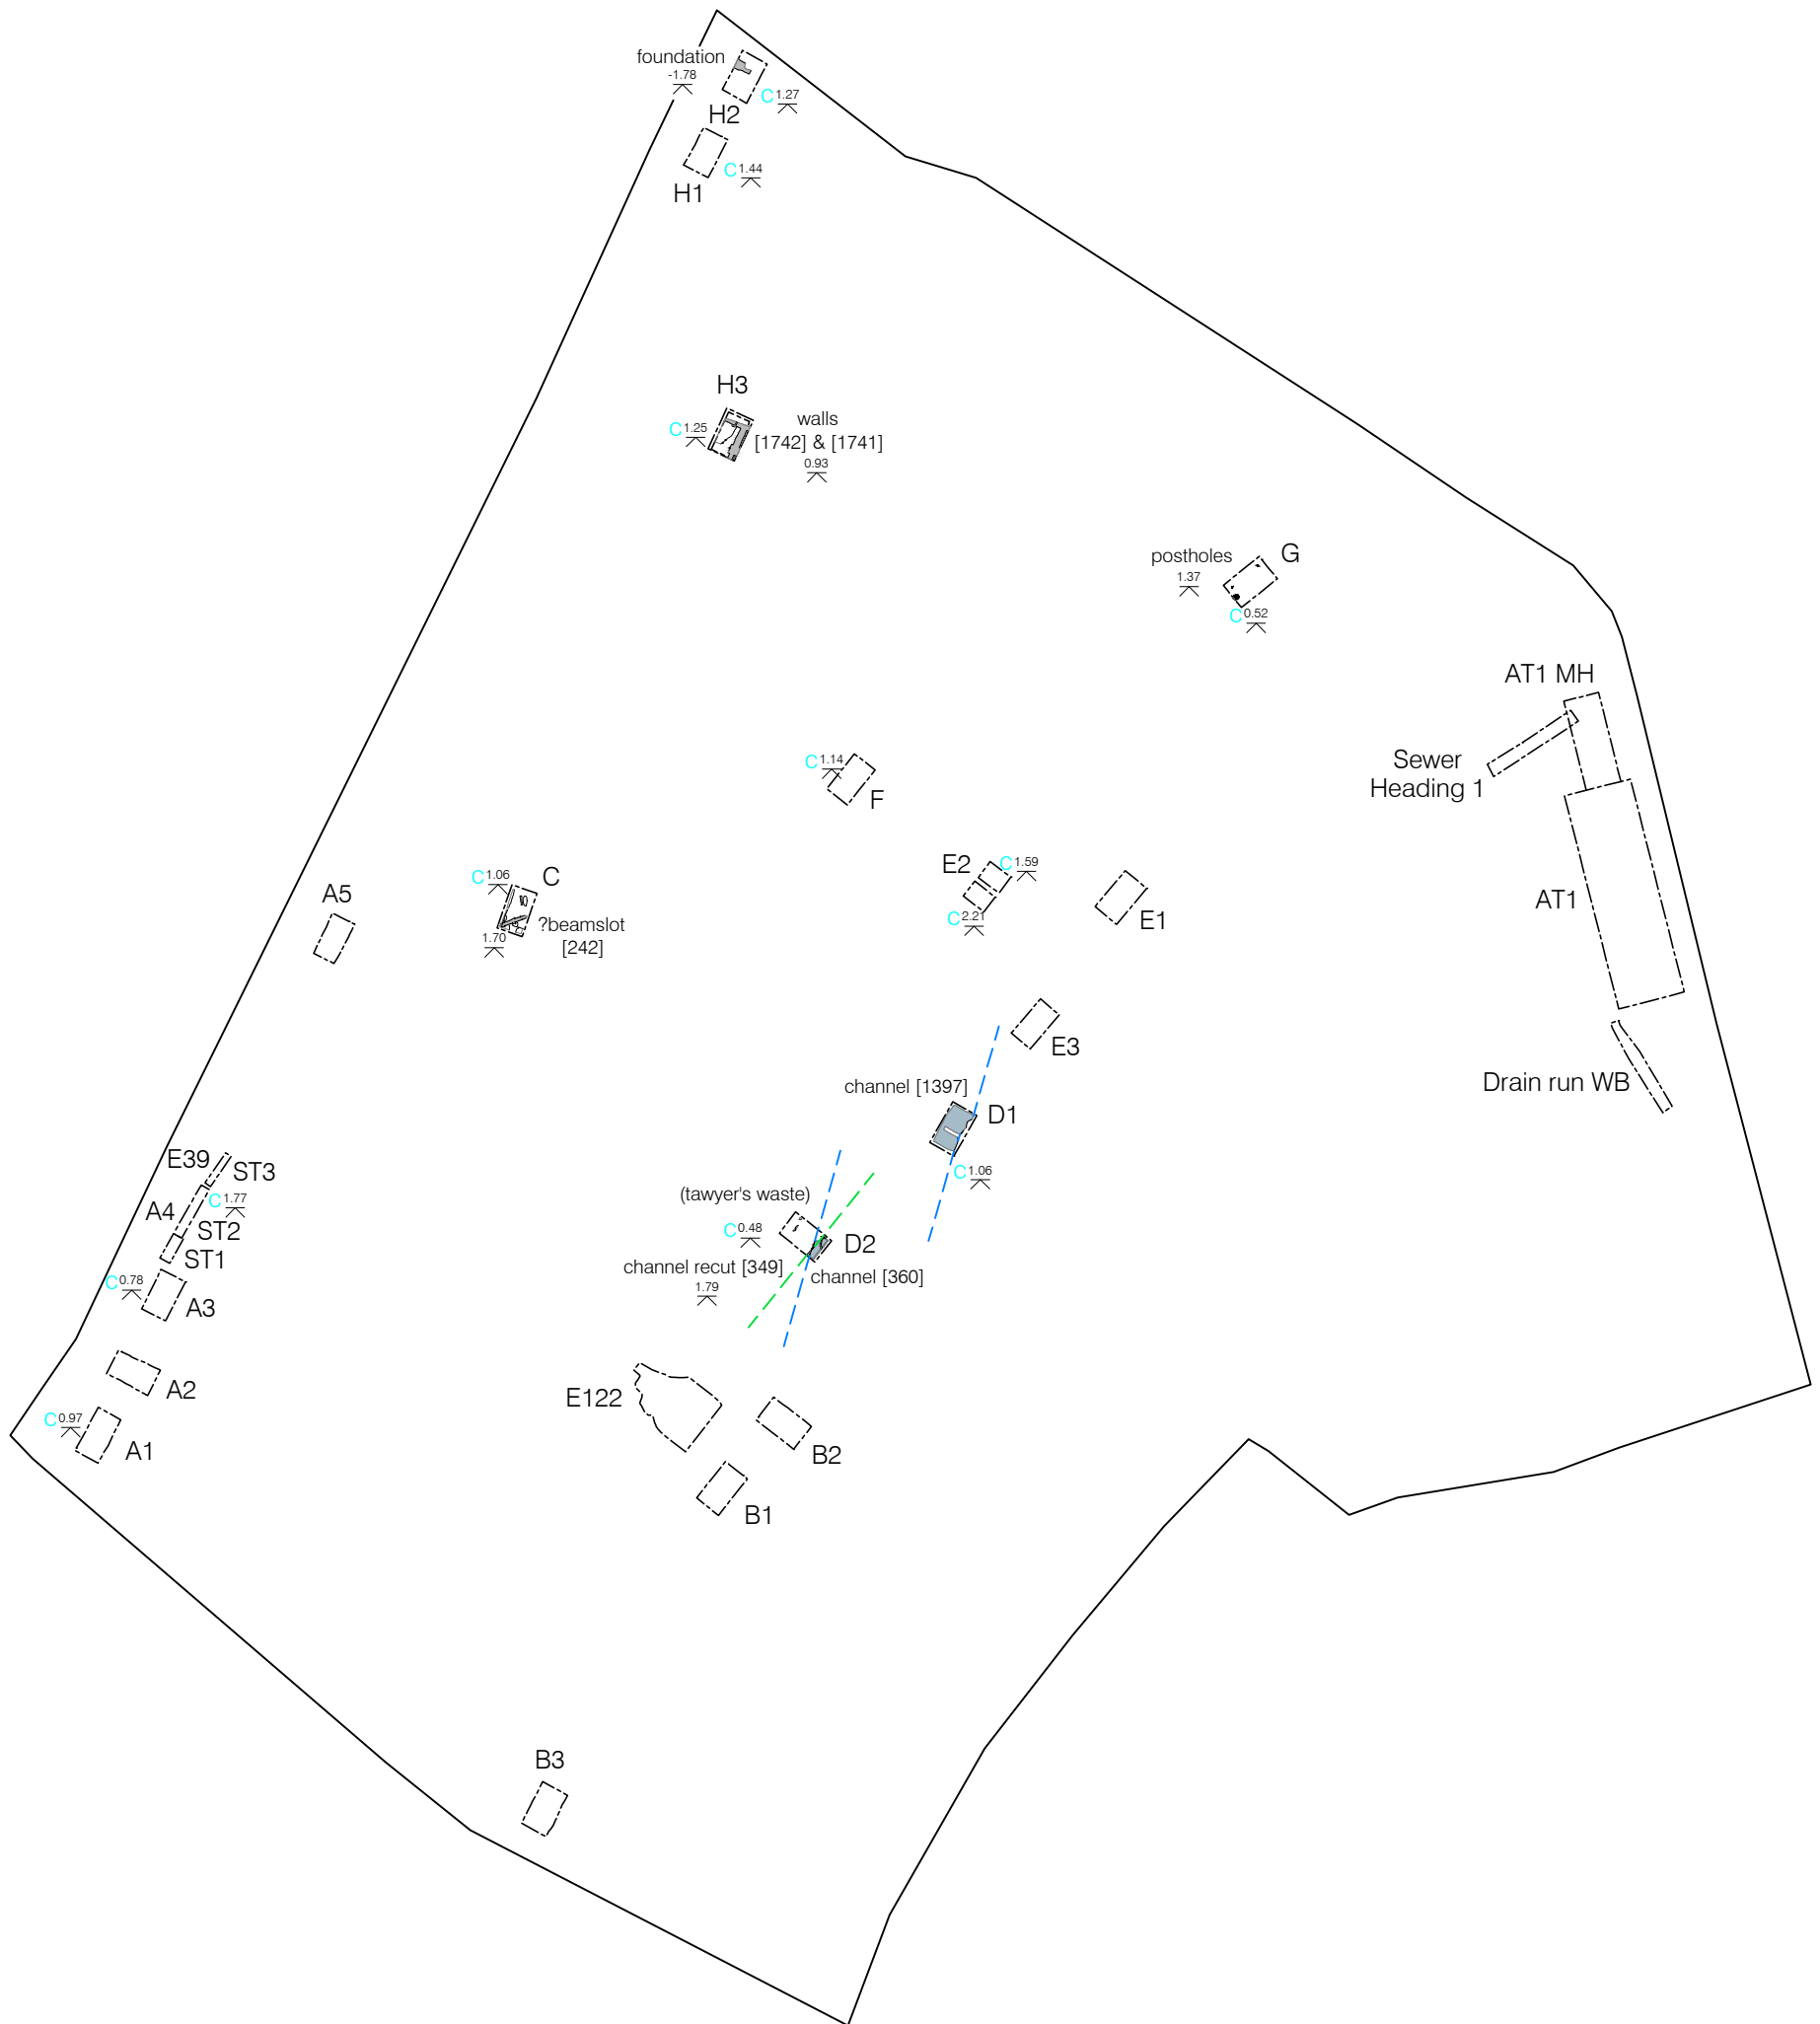 foundation
-1.78
C 1.27
H2
C 1.44
H1
H3
C 1.25
walls
[1742] & [1741]
0.93
postholes
1.37
G
C 0.52
AT1 MH
Sewer
Heading 1
C 1.14
F
E2
C 1.59
C 2.21
E1
AT1
C 1.06
C
?beamslot
[242]
1.70
A5
E3
Drain run WB
channel [1397]
D1
C 1.06
E39
ST3
C 1.77
A4
ST2
ST1
(tawyer's waste)
C 0.48
D2
channel recut [349]
1.79
channel [360]
C 0.78
A3
A2
C 0.97
A1
E122
B2
B1
B3